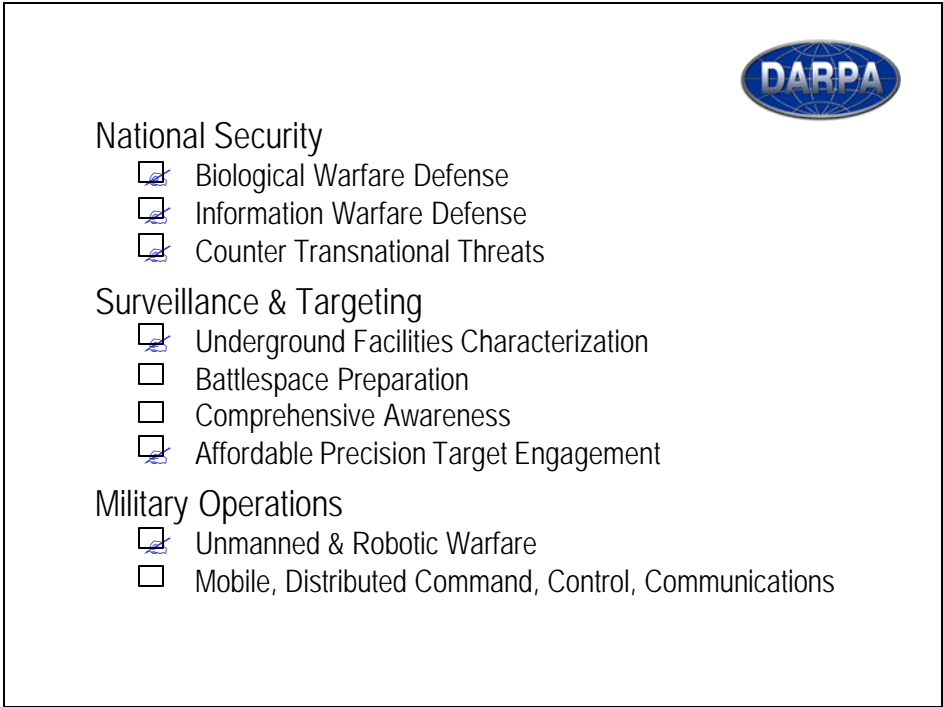 DARPA
National Security
Biological Warfare Defense
Information Warfare Defense
Counter Transnational Threats
Surveillance & Targeting
Underground Facilities Characterization
Battlespace Preparation
Comprehensive Awareness
Affordable Precision Target Engagement
Military Operations
Unmanned & Robotic Warfare
Mobile, Distributed Command, Control, Communications